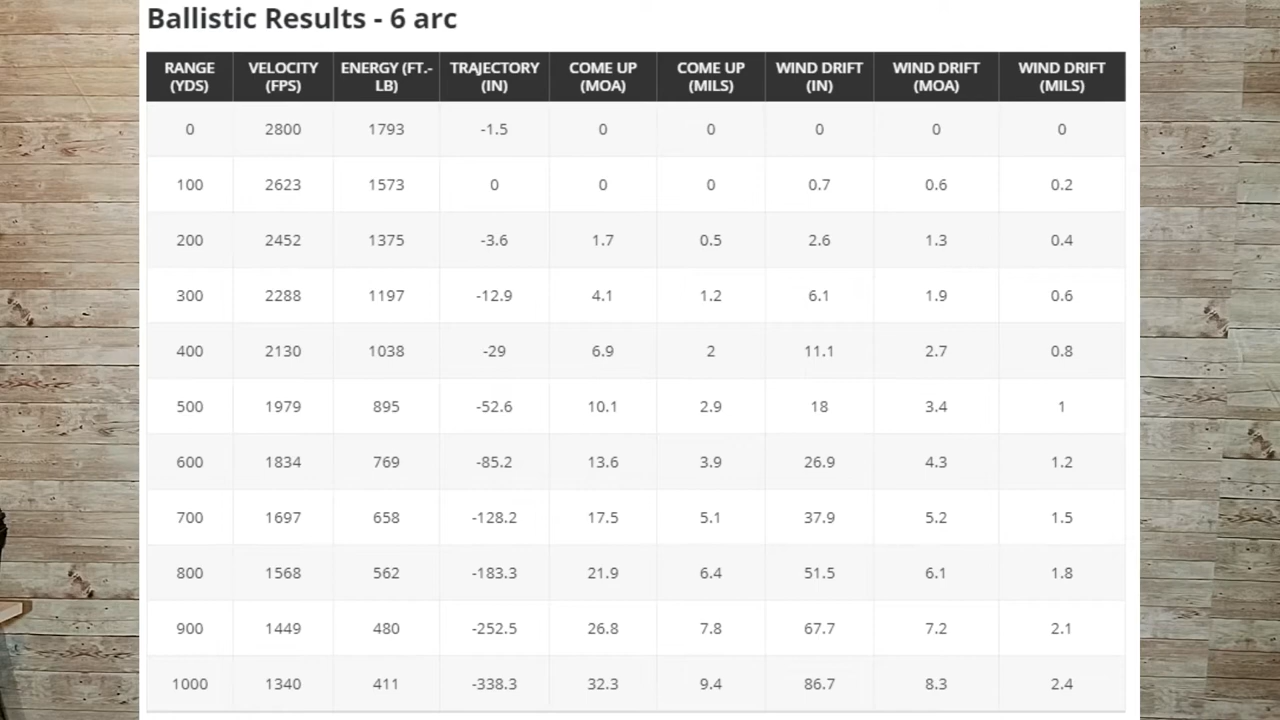 Ballistic Results - 6 arc
RANGE (YDS) VELOCITY (FPS) ENERGY (FT.-LB) TRAJECTORY (IN) COME UP (MOA) COME UP (MILS) WIND DRIFT (IN) WIND DRIFT (MOA) WIND DRIFT (MILS)
0 2800 1793 -1.5 0 0 0 0 0
100 2623 1573 0 0 0 0.7 0.6 0.2
200 2452 1375 -3.6 1.7 0.5 2.6 1.3 0.4
300 2288 1197 -12.9 4.1 1.2 6.1 1.9 0.6
400 2130 1038 -29 6.9 2 11.1 2.7 0.8
500 1979 895 -52.6 10.1 2.9 18 3.4 1
600 1834 769 -85.2 13.6 3.9 26.9 4.3 1.2
700 1697 658 -128.2 17.5 5.1 37.9 5.2 1.5
800 1568 562 -183.3 21.9 6.4 51.5 6.1 1.8
900 1449 480 -252.5 26.8 7.8 67.7 7.2 2.1
1000 1340 411 -338.3 32.3 9.4 86.7 8.3 2.4